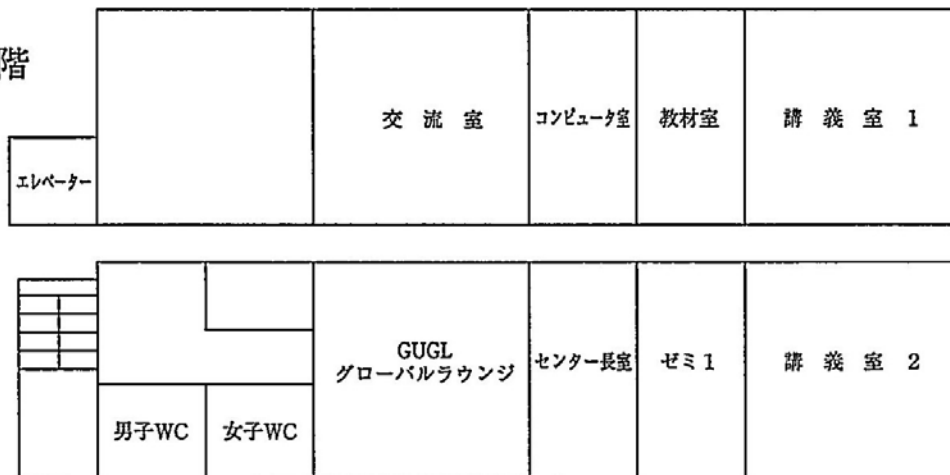 階
交流室
コンピュータ室
教材室
講義室 1
エレベーター
GUGL
グローバルラウンジ
センター長室
ゼミ1
講義室 2
男子WC
女子WC